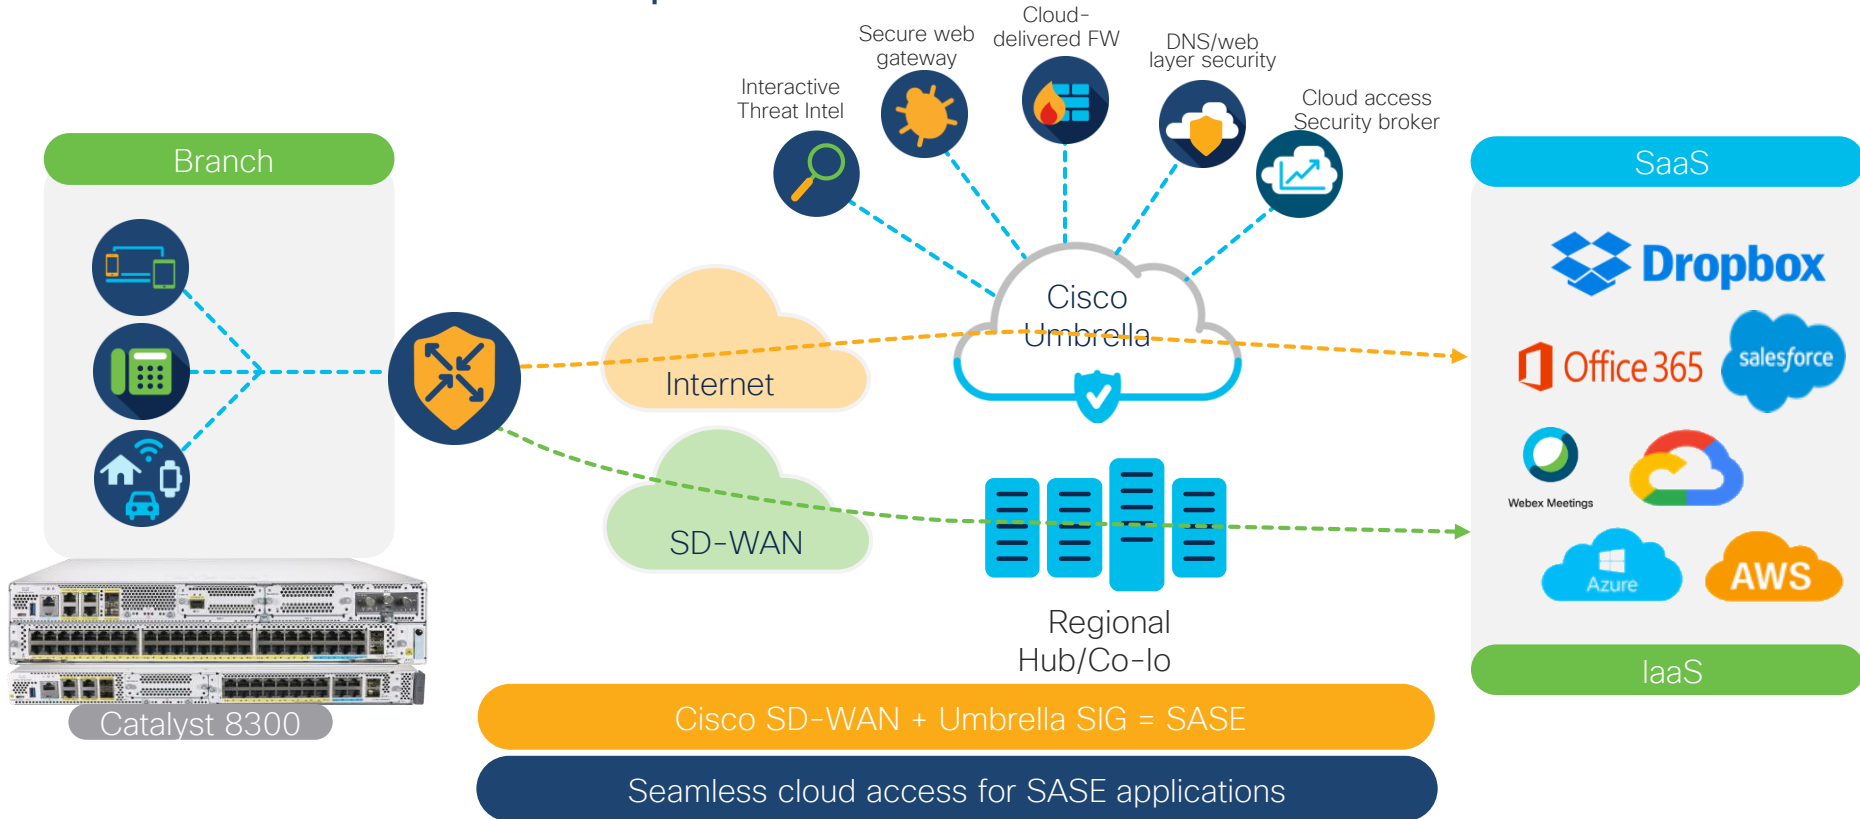 Cloud-
delivered FW
Secure web
gateway
DNS/web
layer security
Interactive
Threat Intel
Cloud access
Security broker
Branch
SaaS
Dropbox
Cisco
Umbrella
Internet
Office 365
salesforce
Webex Meetings
SD-WAN
Azure
AWS
Regional
Hub/Co-lo
IaaS
Catalyst 8300
Cisco SD-WAN + Umbrella SIG = SASE
Seamless cloud access for SASE applications